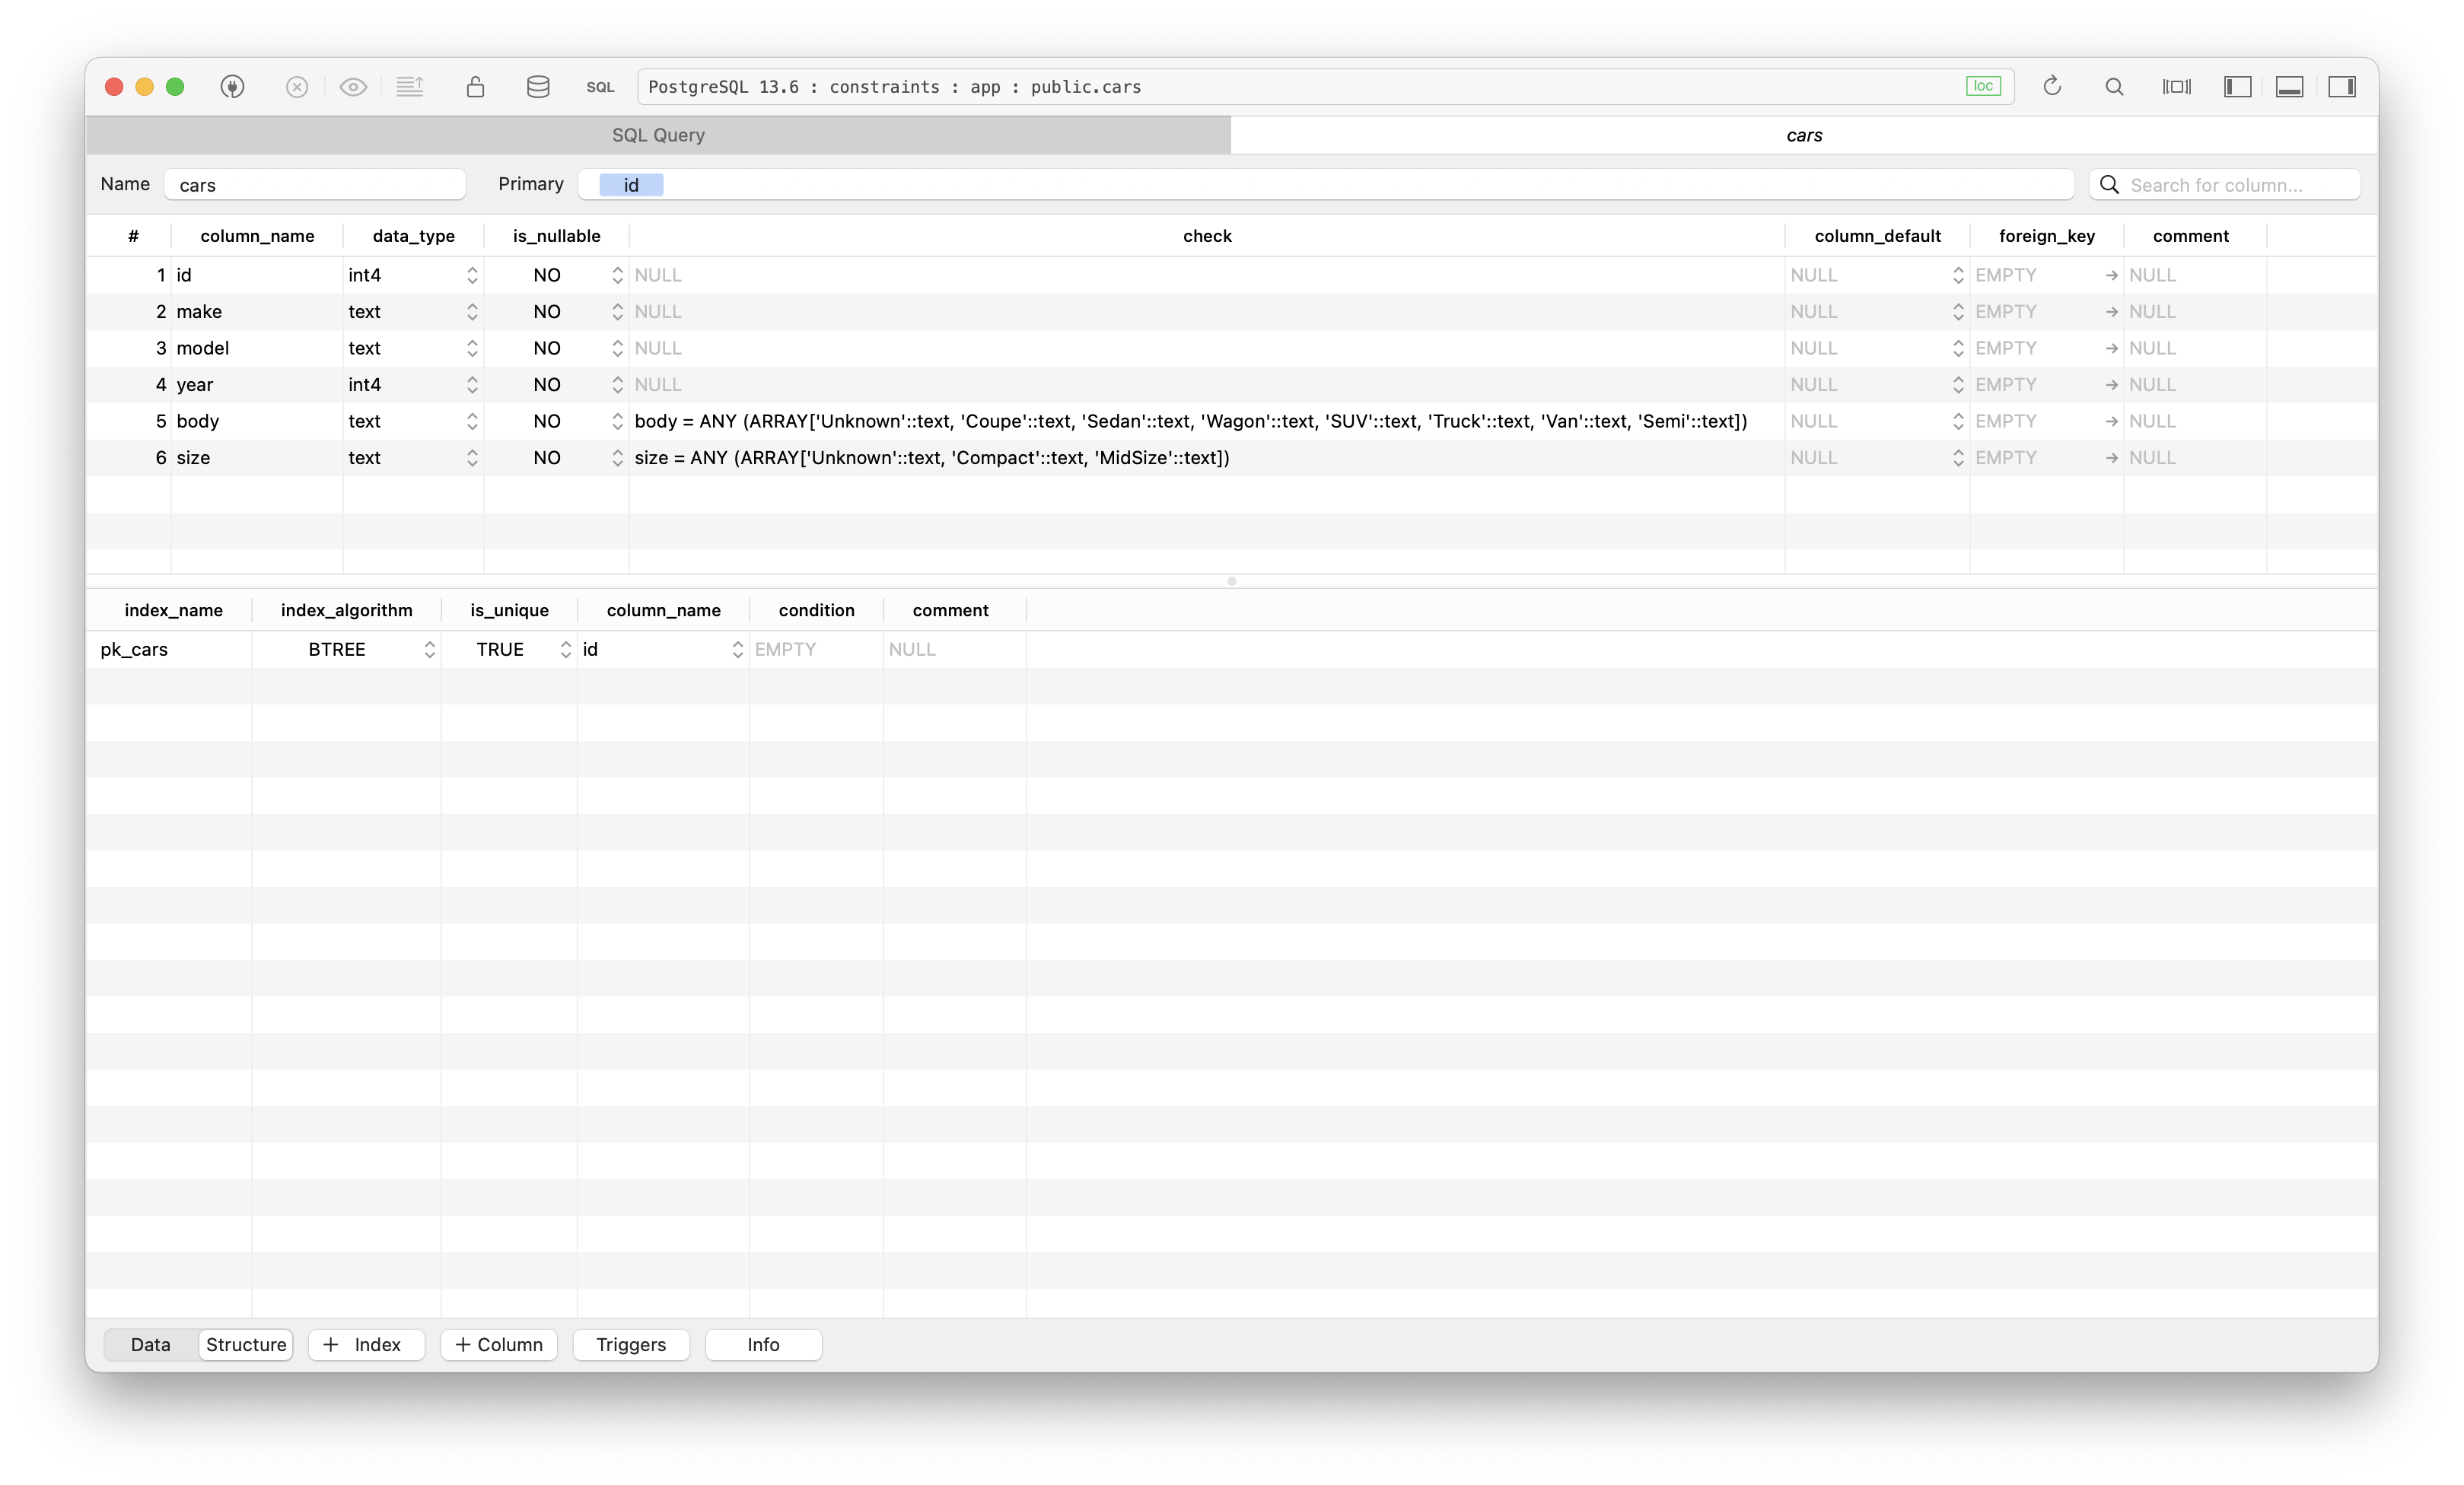 SQL PostgreSQL 13.6 : constraints : app : public.cars loc
SQL Query cars
Name cars Primary id Search for column...
# column_name data_type is_nullable check column_default foreign_key comment
1 id int4 NO NULL NULL EMPTY NULL
2 make text NO NULL NULL EMPTY NULL
3 model text NO NULL NULL EMPTY NULL
4 year int4 NO NULL NULL EMPTY NULL
5 body text NO body = ANY (ARRAY['Unknown'::text, 'Coupe'::text, 'Sedan'::text, 'Wagon'::text, 'SUV'::text, 'Truck'::text, 'Van'::text, 'Semi'::text]) NULL EMPTY NULL
6 size text NO size = ANY (ARRAY['Unknown'::text, 'Compact'::text, 'MidSize'::text]) NULL EMPTY NULL
index_name index_algorithm is_unique column_name condition comment
pk_cars BTREE TRUE id EMPTY NULL
Data Structure + Index + Column Triggers Info